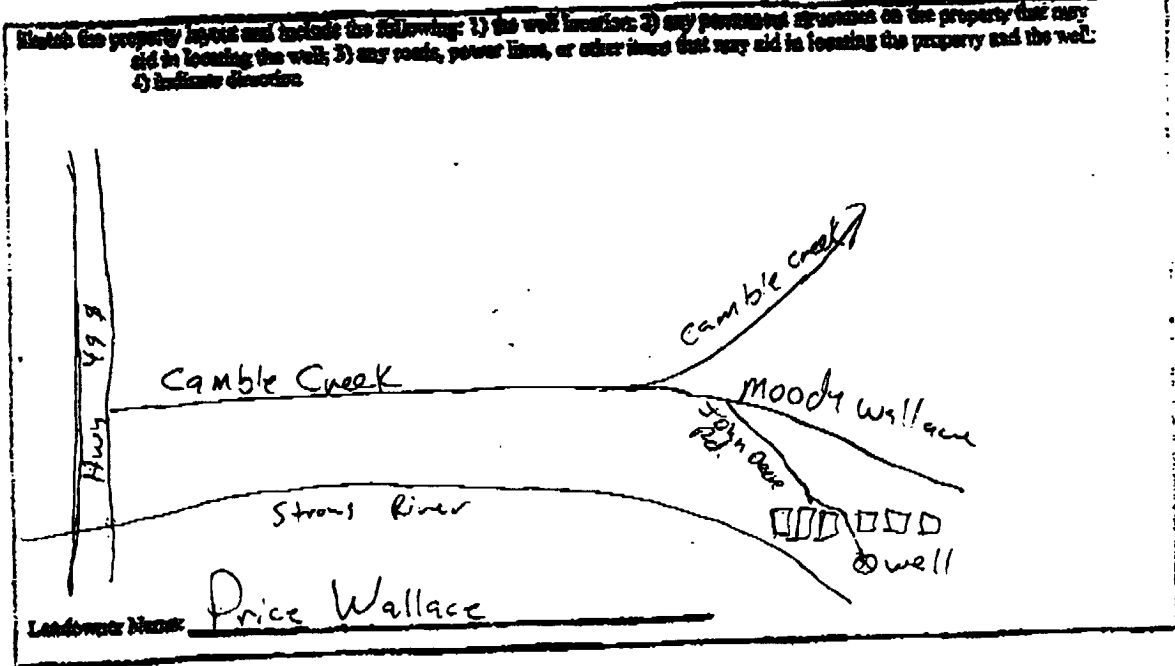 Sketch the property layout and include the following: 1) the well location; 2) any permanent structures on the property that may
aid in locating the well; 3) any roads, power lines, or other items that may aid in locating the property and the well;
4) indicate direction
Camble Creek
Hwy 49
Camble Creek
Moody Wallace
John
Rd.
Strong River
well
Landowner Name: Price Wallace